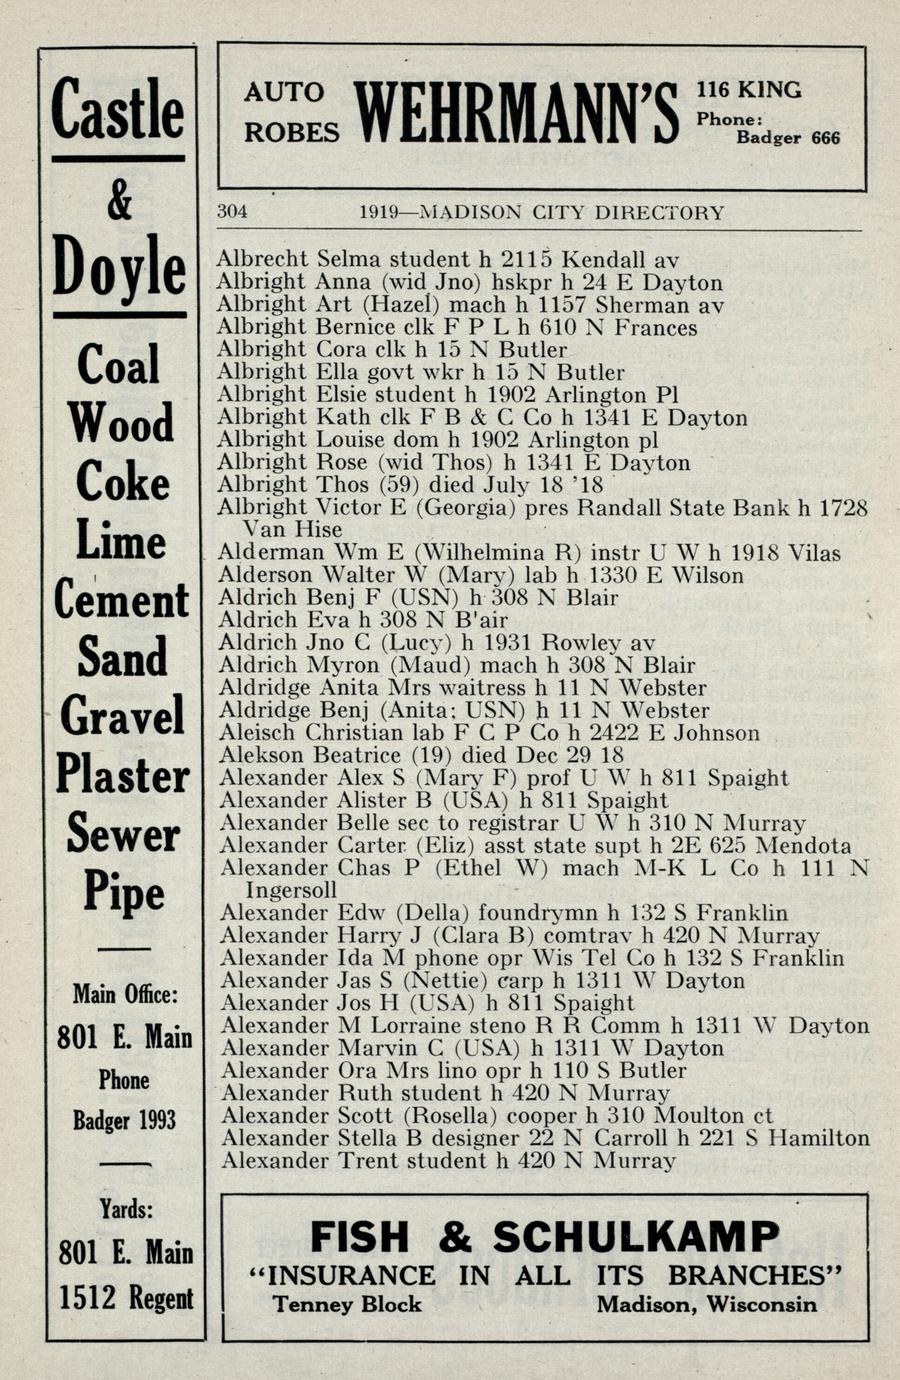 Castle
&
Doyle
Coal
Wood
Coke
Lime
Cement
Sand
Gravel
Plaster
Sewer
Pipe
Main Office:
801 E. Main
Phone
Badger 1993
Yards:
801 E. Main
1512 Regent
AUTO ROBES WEHRMANN'S 116 KING
Phone:
Badger 666
304 1919—MADISON CITY DIRECTORY
Albrecht Selma student h 2115 Kendall av
Albright Anna (wid Jno) hskpr h 24 E Dayton
Albright Art (Hazel) mach h 1157 Sherman av
Albright Bernice clk F P L h 610 N Frances
Albright Cora clk h 15 N Butler
Albright Ella govt wkr h 15 N Butler
Albright Elsie student h 1902 Arlington Pl
Albright Kath clk F B & C Co h 1341 E Dayton
Albright Louise dom h 1902 Arlington pl
Albright Rose (wid Thos) h 1341 E Dayton
Albright Thos (59) died July 18 '18
Albright Victor E (Georgia) pres Randall State Bank h 1728
Van Hise
Alderman Wm E (Wilhelmina R) instr U W h 1918 Vilas
Alderson Walter W (Mary) lab h 1330 E Wilson
Aldrich Benj F (USN) h 308 N Blair
Aldrich Eva h 308 N B'air
Aldrich Jno C (Lucy) h 1931 Rowley av
Aldrich Myron (Maud) mach h 308 N Blair
Aldridge Anita Mrs waitress h 11 N Webster
Aldridge Benj (Anita; USN) h 11 N Webster
Aleisch Christian lab F C P Co h 2422 E Johnson
Alekson Beatrice (19) died Dec 29 18
Alexander Alex S (Mary F) prof U W h 811 Spaight
Alexander Alister B (USA) h 811 Spaight
Alexander Belle sec to registrar U W h 310 N Murray
Alexander Carter (Eliz) asst state supt h 2E 625 Mendota
Alexander Chas P (Ethel W) mach M-K L Co h 111 N
Ingersoll
Alexander Edw (Della) foundrymn h 132 S Franklin
Alexander Harry J (Clara B) comtrav h 420 N Murray
Alexander Ida M phone opr Wis Tel Co h 132 S Franklin
Alexander Jas S (Nettie) carp h 1311 W Dayton
Alexander Jos H (USA) h 811 Spaight
Alexander M Lorraine steno R R Comm h 1311 W Dayton
Alexander Marvin C (USA) h 1311 W Dayton
Alexander Ora Mrs lino opr h 110 S Butler
Alexander Ruth student h 420 N Murray
Alexander Scott (Rosella) cooper h 310 Moulton ct
Alexander Stella B designer 22 N Carroll h 221 S Hamilton
Alexander Trent student h 420 N Murray
FISH & SCHULKAMP
"INSURANCE IN ALL ITS BRANCHES"
Tenney Block Madison, Wisconsin